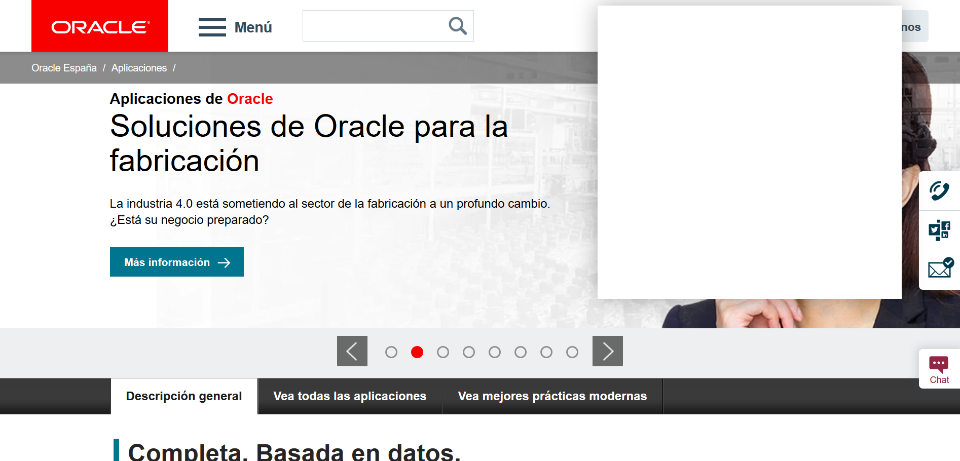 ORACLE
Menú
nos
Oracle España / Aplicaciones /
Aplicaciones de Oracle
Soluciones de Oracle para la
fabricación
La industria 4.0 está sometiendo al sector de la fabricación a un profundo cambio.
¿Está su negocio preparado?
Más información
Chat
Descripción general
Vea todas las aplicaciones
Vea mejores prácticas modernas
Completa. Basada en datos.